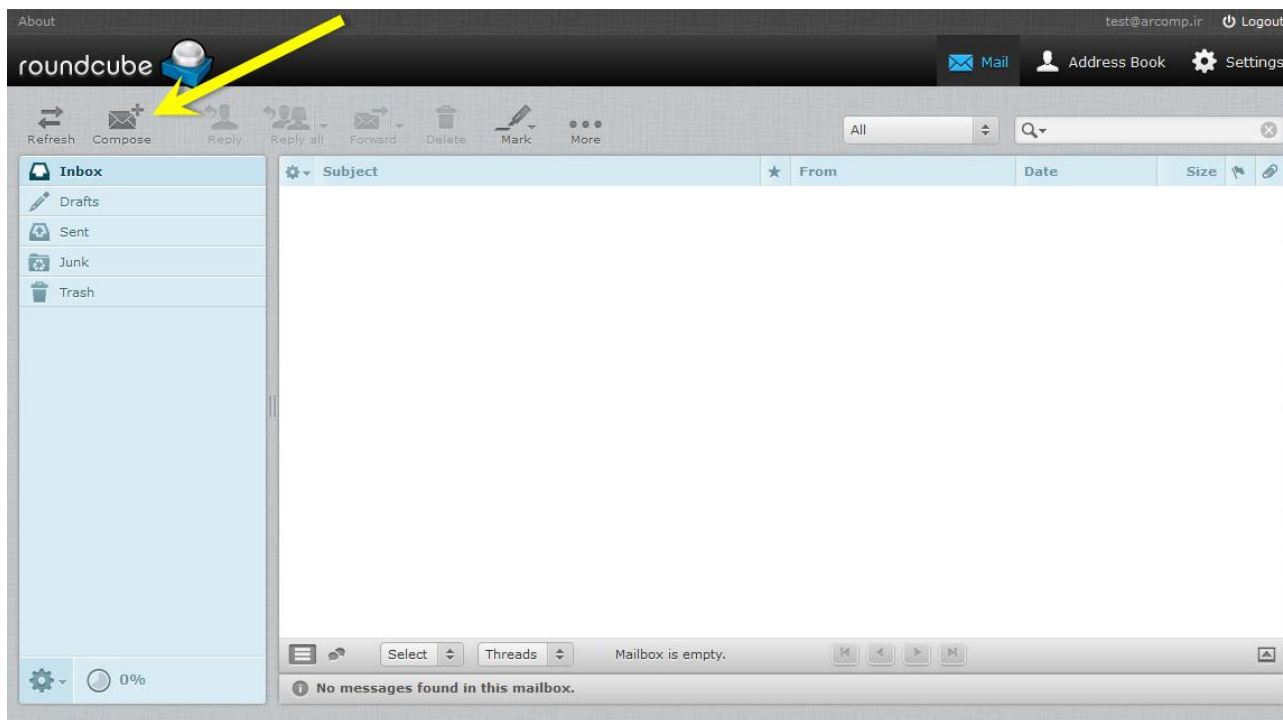 About test@arcomp.ir Logout
roundcube Mail Address Book Settings
Refresh Compose Reply Reply all Forward Delete Mark More All
Inbox Subject From Date Size
Drafts
Sent
Junk
Trash
Select Threads Mailbox is empty.
0% No messages found in this mailbox.